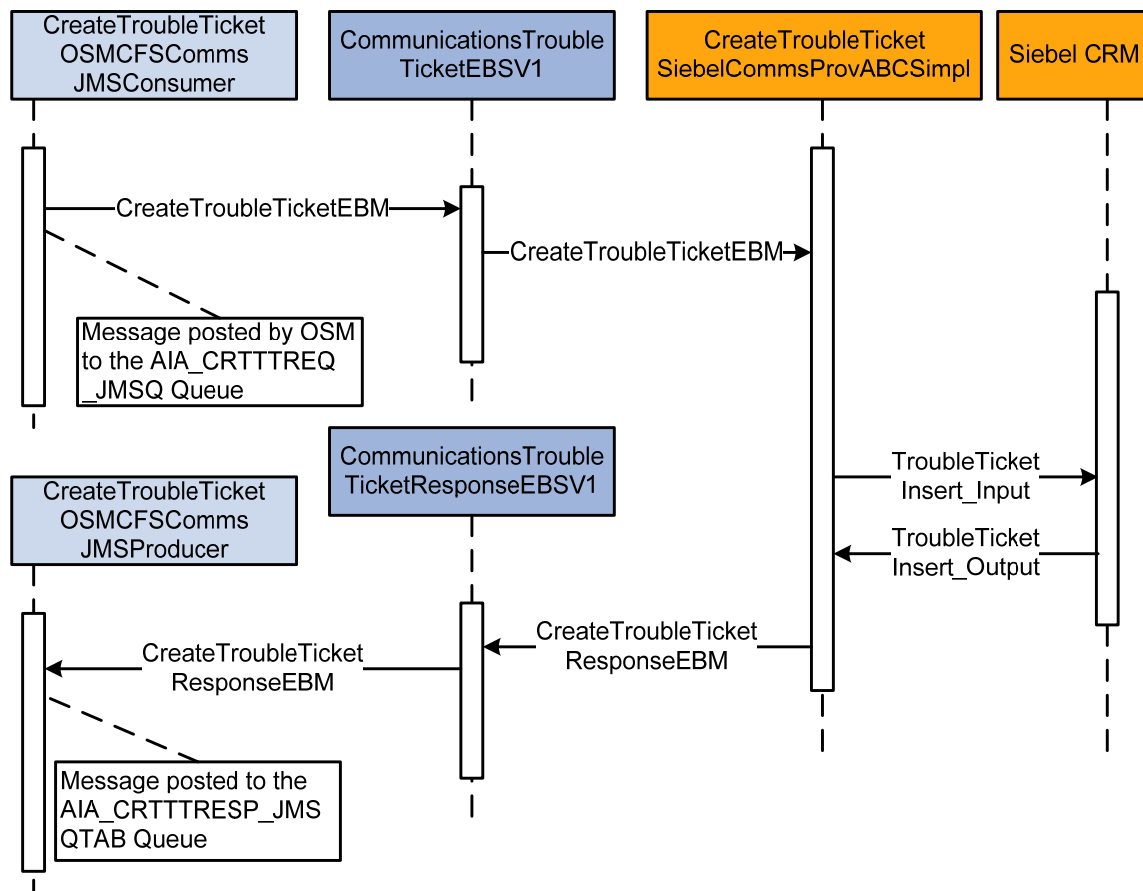 CreateTroubleTicket
OSMCFSComms
JMSConsumer
CommunicationsTrouble
TicketEBSV1
CreateTroubleTicket
SiebelCommsProvABCSimpl
Siebel CRM
CreateTroubleTicketEBM
CreateTroubleTicketEBM
Message posted by OSM
to the AIA_CRTTTREQ
_JMSQ Queue
CommunicationsTrouble
TicketResponseEBSV1
TroubleTicket
Insert_Input
CreateTroubleTicket
OSMCFSComms
JMSProducer
TroubleTicket
Insert_Output
CreateTroubleTicket
ResponseEBM
CreateTroubleTicket
ResponseEBM
Message posted to the
AIA_CRTTTRESP_JMS
QTAB Queue